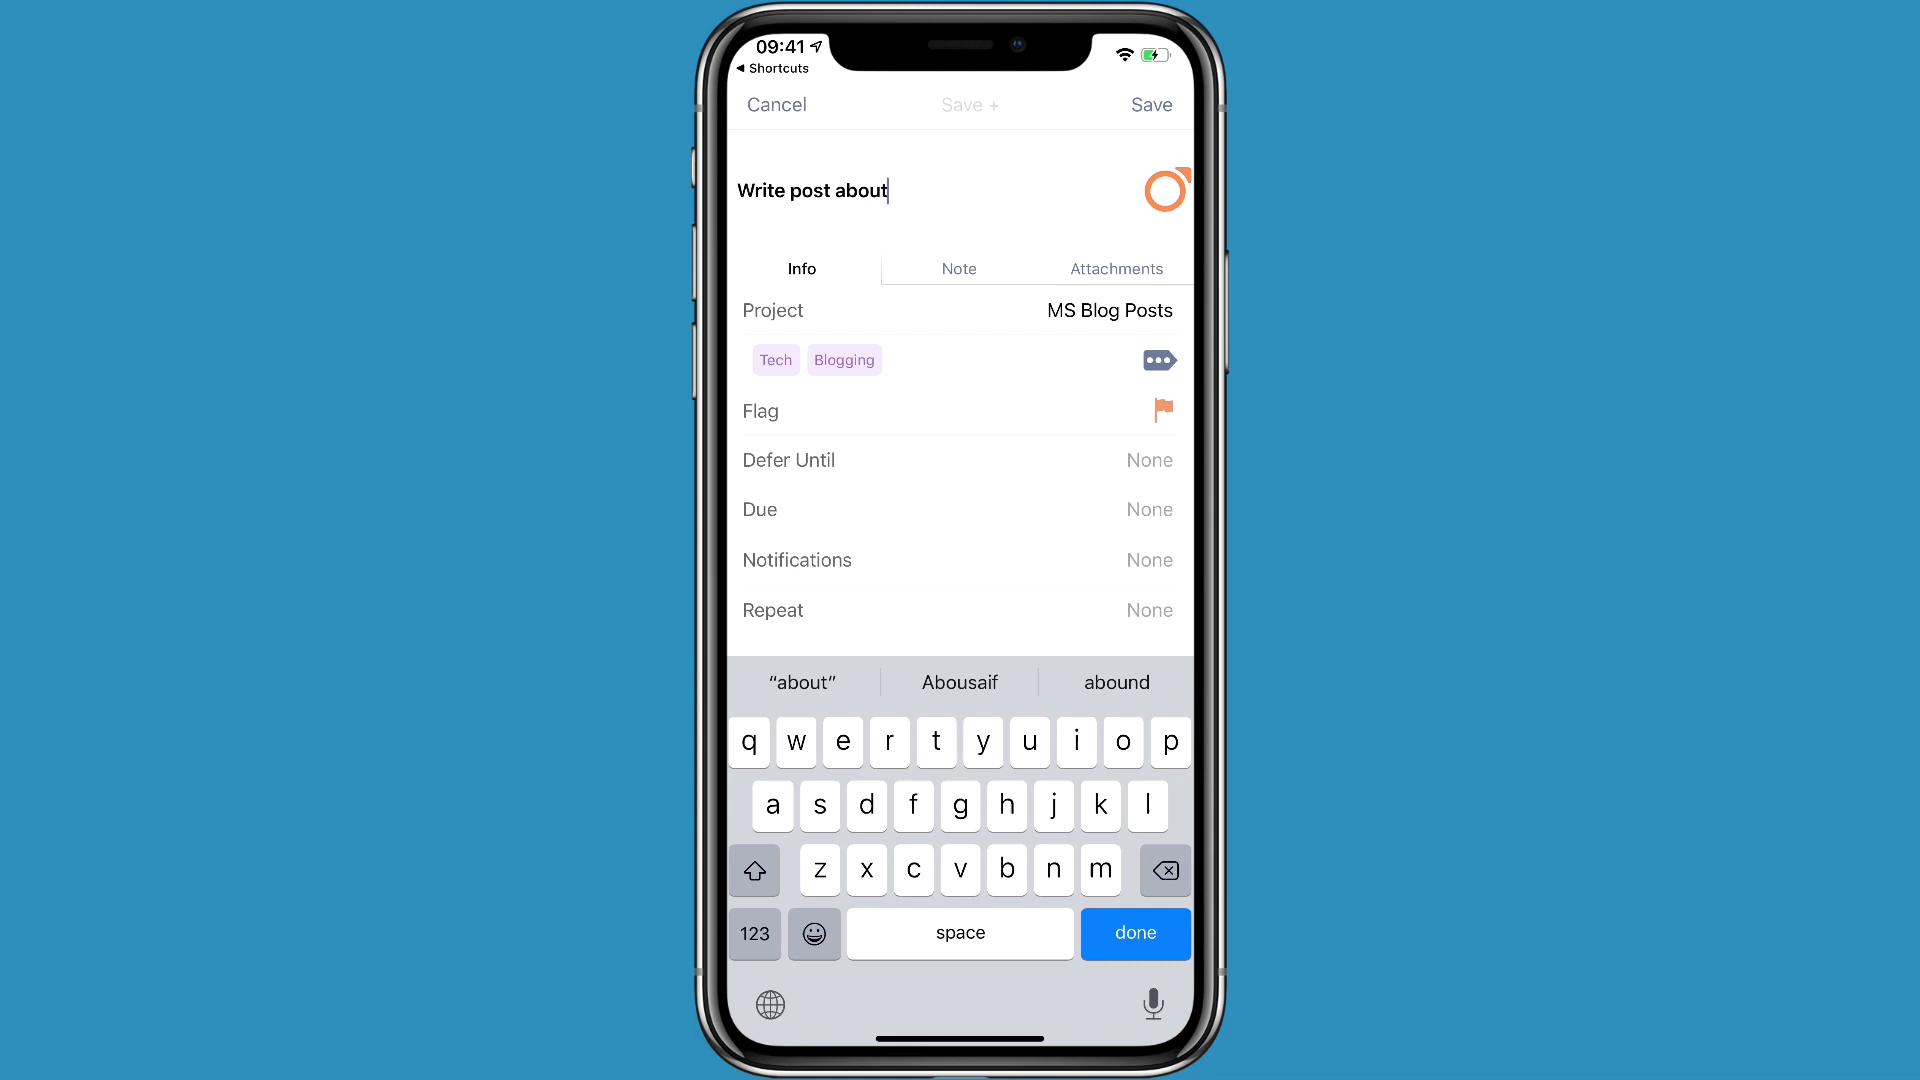 09:41
◀ Shortcuts
Cancel Save + Save
Write post about
Info Note Attachments
Project MS Blog Posts
Tech Blogging
Flag
Defer Until None
Due None
Notifications None
Repeat None
“about” Abousaif abound
q w e r t y u i o p
a s d f g h j k l
z x c v b n m
123 space done